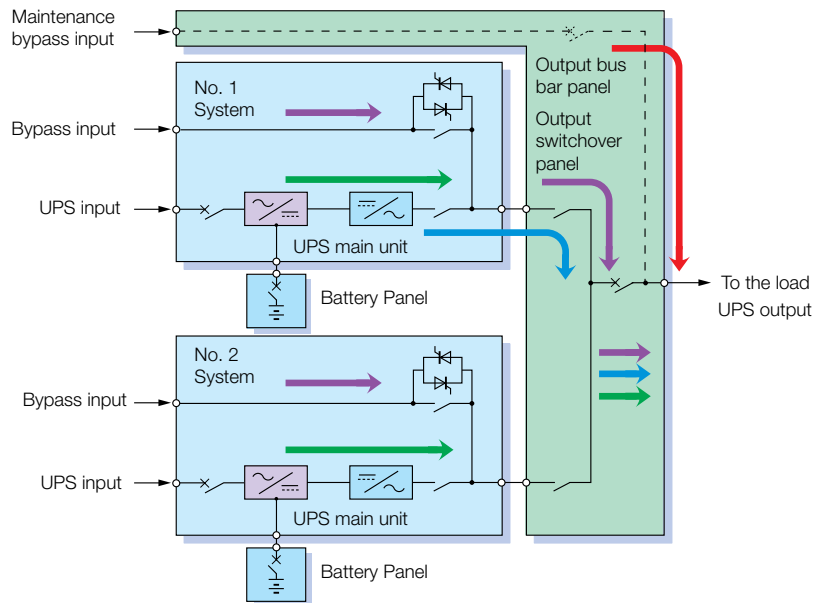 Maintenance
bypass input
No. 1
System
Output bus
bar panel
Bypass input
Output
switchover
panel
UPS input
UPS main unit
Battery Panel
To the load
UPS output
No. 2
System
Bypass input
UPS input
UPS main unit
Battery Panel